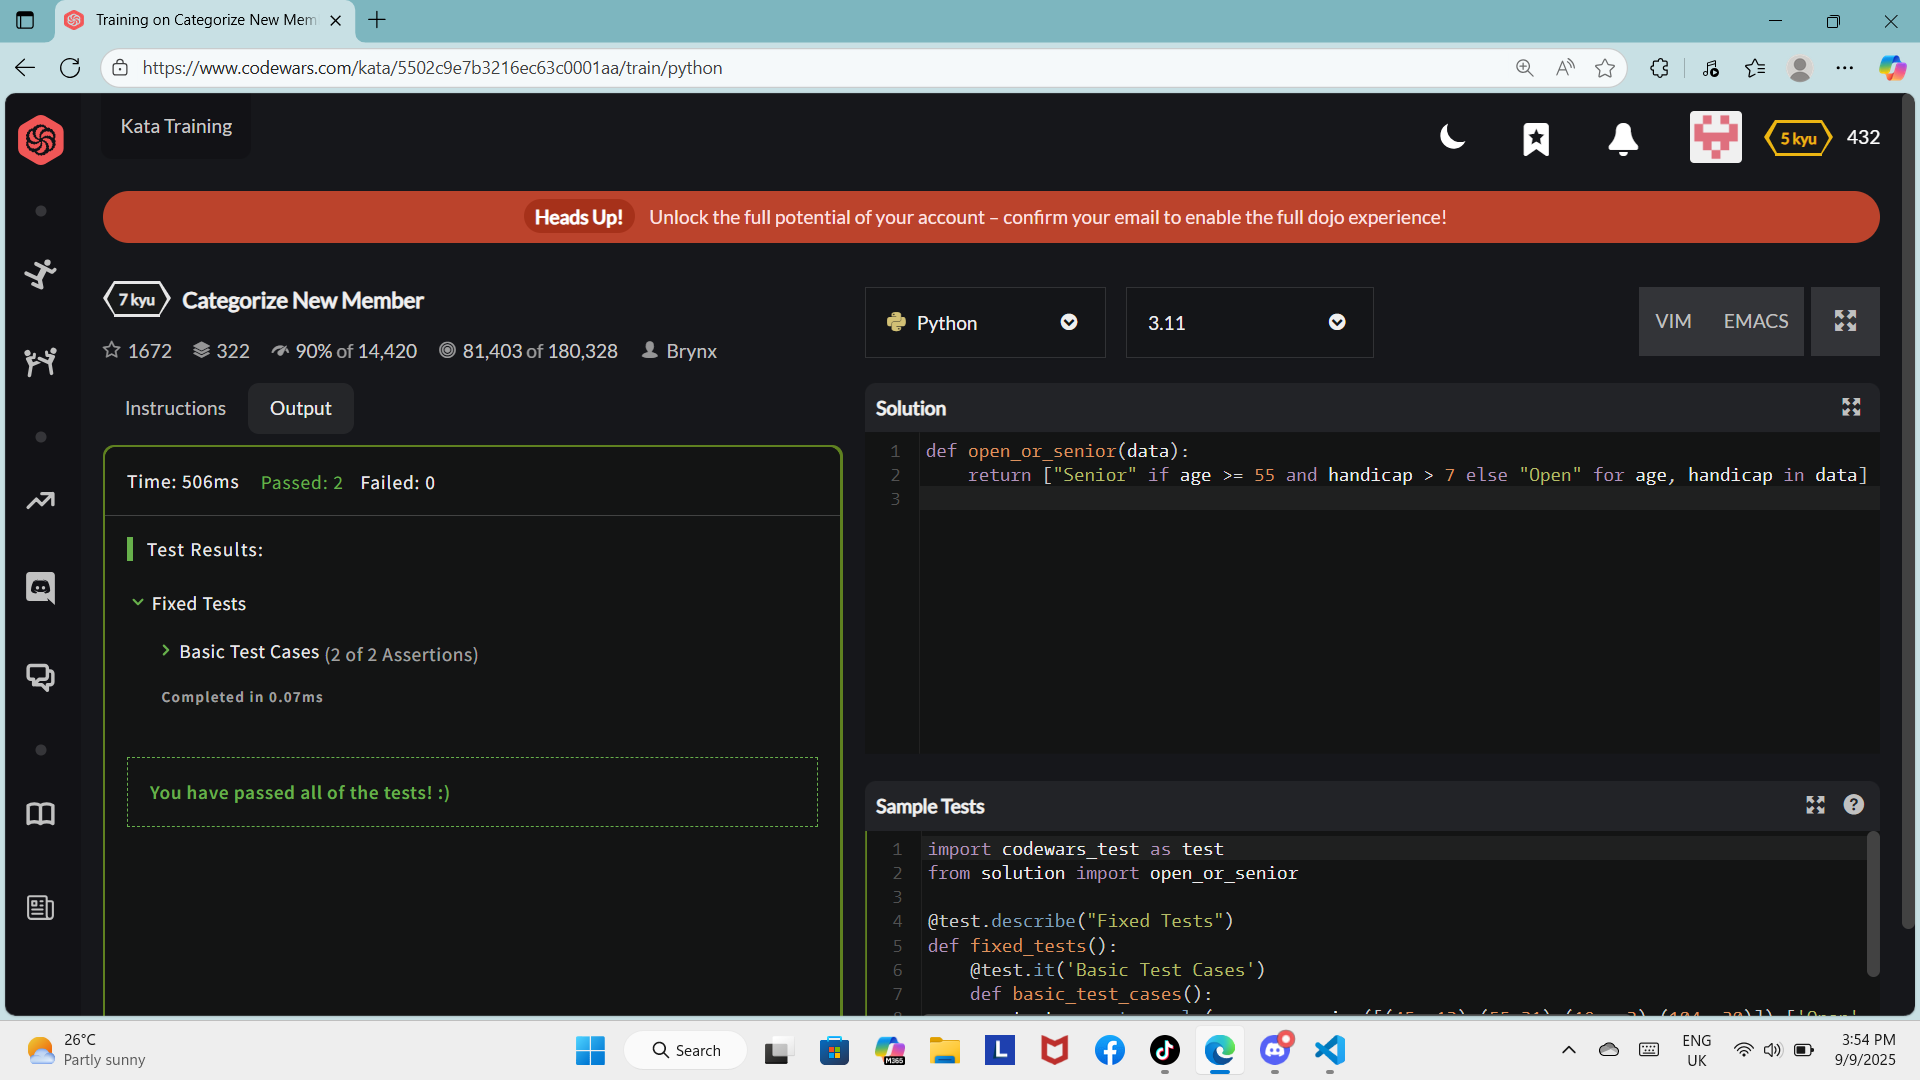 Training on Categorize New Mem
https://www.codewars.com/kata/5502c9e7b3216ec63c0001aa/train/python
Kata Training
5 kyu
432
Heads Up! Unlock the full potential of your account – confirm your email to enable the full dojo experience!
7 kyu
Categorize New Member
1672
322
90% of 14,420
81,403 of 180,328
Brynx
Python
3.11
VIM
EMACS
Instructions
Output
Time: 506ms Passed: 2 Failed: 0
Test Results:
Fixed Tests
Basic Test Cases (2 of 2 Assertions)
Completed in 0.07ms
You have passed all of the tests! :)
Solution
1 def open_or_senior(data):
2 return ["Senior" if age >= 55 and handicap > 7 else "Open" for age, handicap in data]
3
Sample Tests
1 import codewars_test as test
2 from solution import open_or_senior
3
4 @test.describe("Fixed Tests")
5 def fixed_tests():
6 @test.it('Basic Test Cases')
7 def basic_test_cases():
26°C
Partly sunny
Search
M365
L
ENG
UK
3:54 PM
9/9/2025